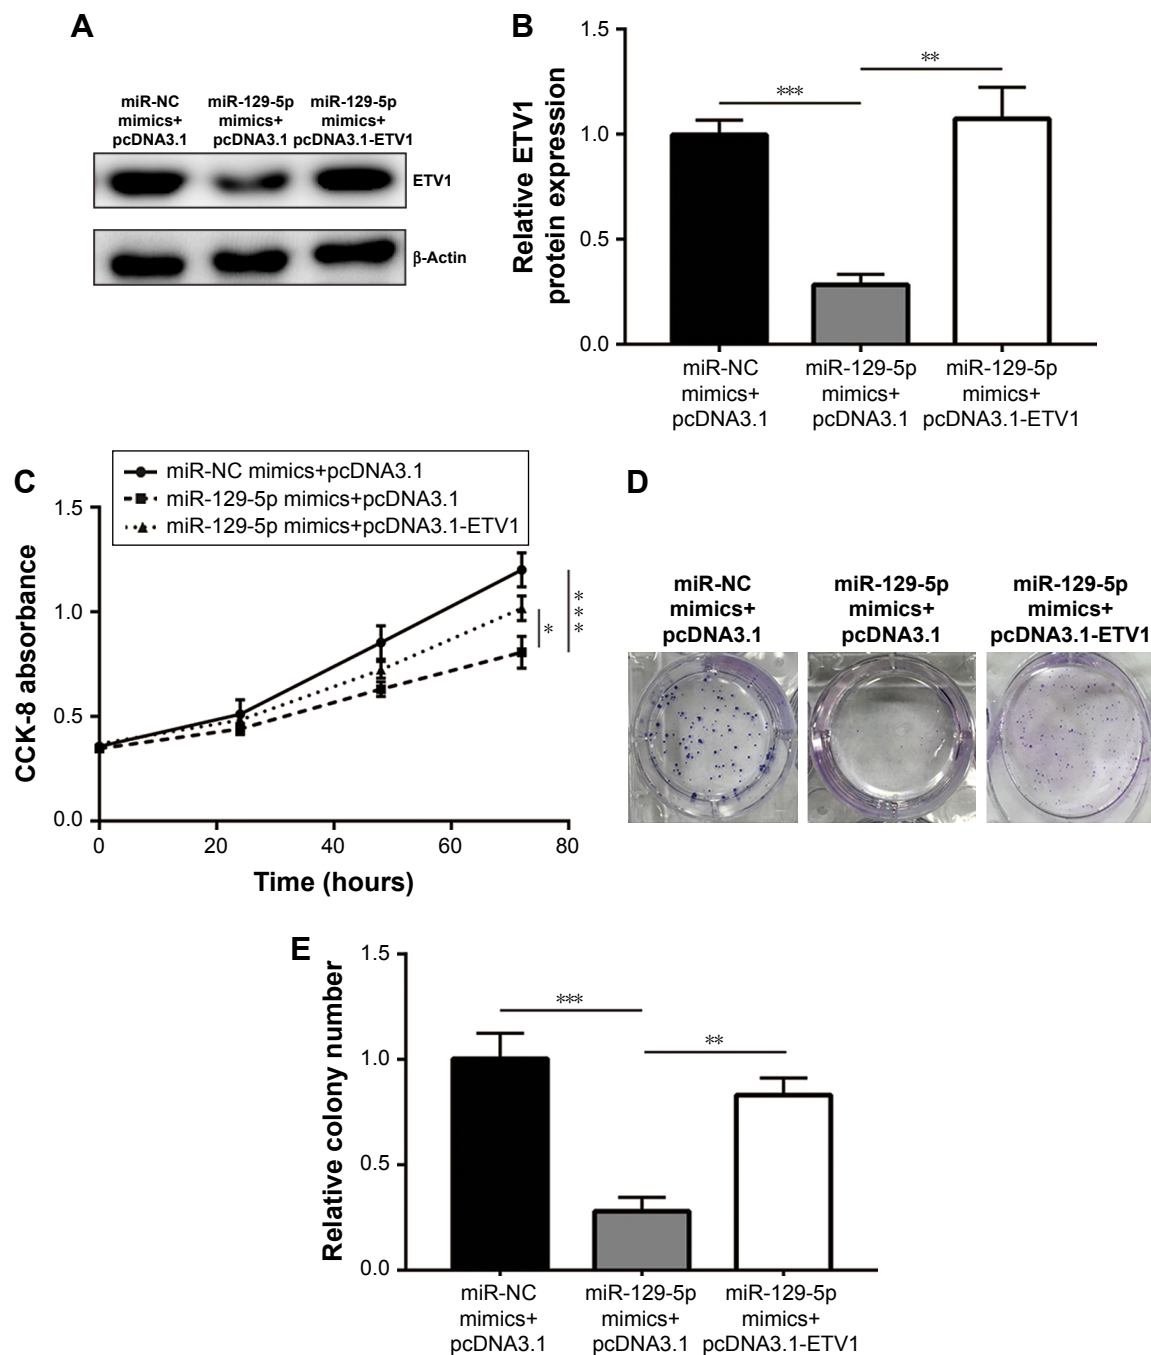 A
miR-NC
mimics+
pcDNA3.1
miR-129-5p
mimics+
pcDNA3.1
miR-129-5p
mimics+
pcDNA3.1-ETV1
ETV1
β-Actin
B
Relative ETV1
protein expression
1.5
1.0
0.5
0.0
***
**
miR-NC
mimics+
pcDNA3.1
miR-129-5p
mimics+
pcDNA3.1
miR-129-5p
mimics+
pcDNA3.1-ETV1
C
miR-NC mimics+pcDNA3.1
miR-129-5p mimics+pcDNA3.1
miR-129-5p mimics+pcDNA3.1-ETV1
CCK-8 absorbance
1.5
1.0
0.5
0.0
0
20
40
60
80
Time (hours)
*
***
D
miR-NC
mimics+
pcDNA3.1
miR-129-5p
mimics+
pcDNA3.1
miR-129-5p
mimics+
pcDNA3.1-ETV1
E
Relative colony number
1.5
1.0
0.5
0.0
***
**
miR-NC
mimics+
pcDNA3.1
miR-129-5p
mimics+
pcDNA3.1
miR-129-5p
mimics+
pcDNA3.1-ETV1